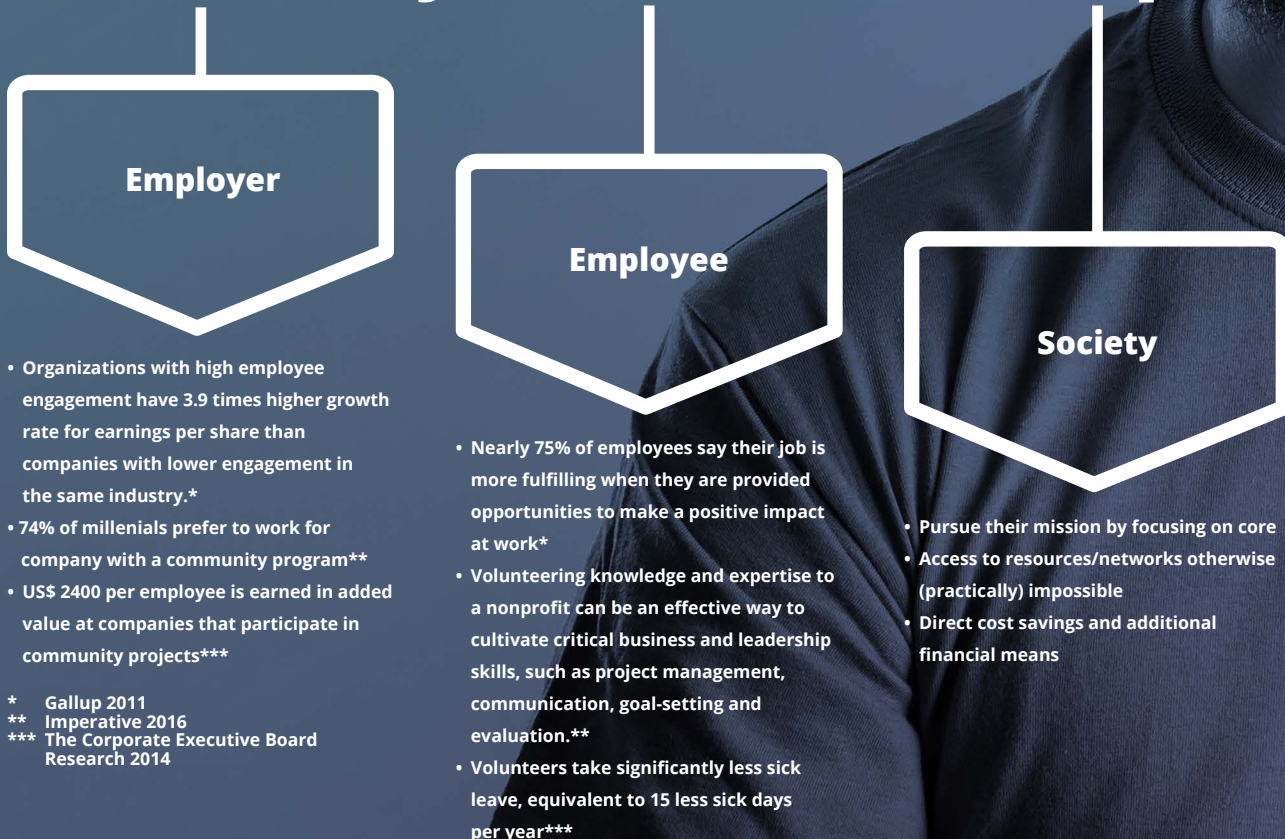 Employer
• Organizations with high employee
engagement have 3.9 times higher growth
rate for earnings per share than
companies with lower engagement in
the same industry.*
• 74% of millenials prefer to work for
company with a community program**
• US$ 2400 per employee is earned in added
value at companies that participate in
community projects***
* Gallup 2011
** Imperative 2016
*** The Corporate Executive Board
Research 2014
Employee
• Nearly 75% of employees say their job is
more fulfilling when they are provided
opportunities to make a positive impact
at work*
• Volunteering knowledge and expertise to
a nonprofit can be an effective way to
cultivate critical business and leadership
skills, such as project management,
communication, goal-setting and
evaluation.**
• Volunteers take significantly less sick
leave, equivalent to 15 less sick days
per year***
Society
• Pursue their mission by focusing on core
• Access to resources/networks otherwise
(practically) impossible
• Direct cost savings and additional
financial means